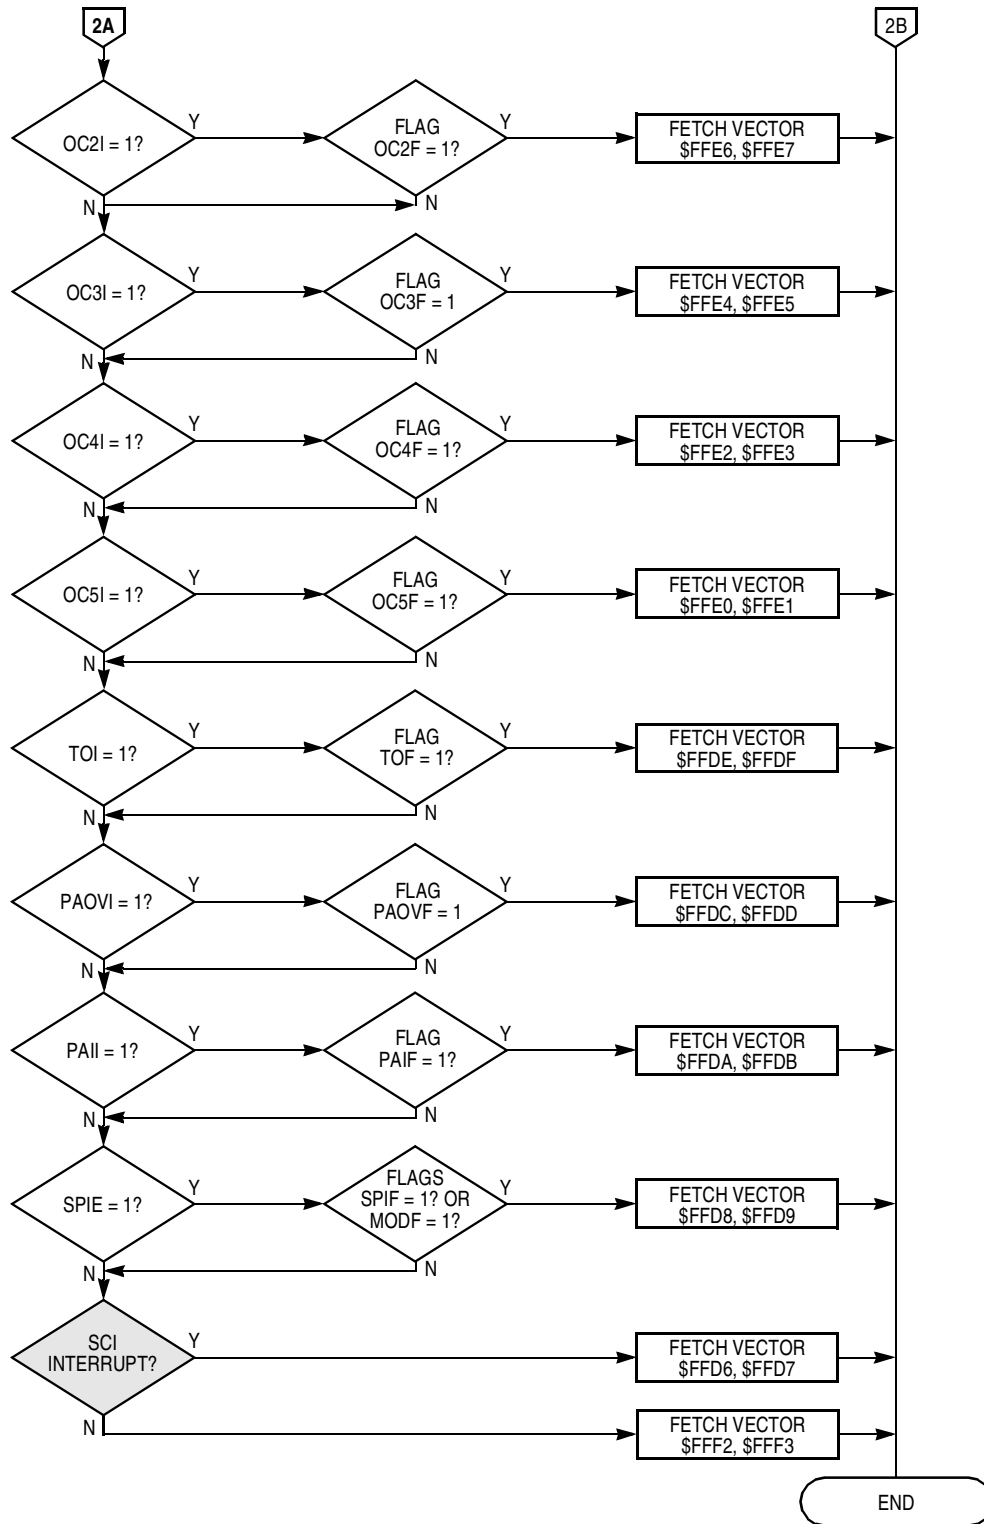 2A
2B
OC2I = 1?
Y
FLAG
OC2F = 1?
Y
FETCH VECTOR
$FFE6, $FFE7
N
N
OC3I = 1?
Y
FLAG
OC3F = 1
Y
FETCH VECTOR
$FFE4, $FFE5
N
N
OC4I = 1?
Y
FLAG
OC4F = 1?
Y
FETCH VECTOR
$FFE2, $FFE3
N
N
OC5I = 1?
Y
FLAG
OC5F = 1?
Y
FETCH VECTOR
$FFE0, $FFE1
N
N
TOI = 1?
Y
FLAG
TOF = 1?
Y
FETCH VECTOR
$FFDE, $FFDF
N
N
PAOVI = 1?
Y
FLAG
PAOVF = 1
Y
FETCH VECTOR
$FFDC, $FFDD
N
N
PAII = 1?
Y
FLAG
PAIF = 1?
Y
FETCH VECTOR
$FFDA, $FFDB
N
N
SPIE = 1?
Y
FLAGS
SPIF = 1? OR
MODF = 1?
Y
FETCH VECTOR
$FFD8, $FFD9
N
N
SCI
INTERRUPT?
Y
FETCH VECTOR
$FFD6, $FFD7
N
FETCH VECTOR
$FFF2, $FFF3
END